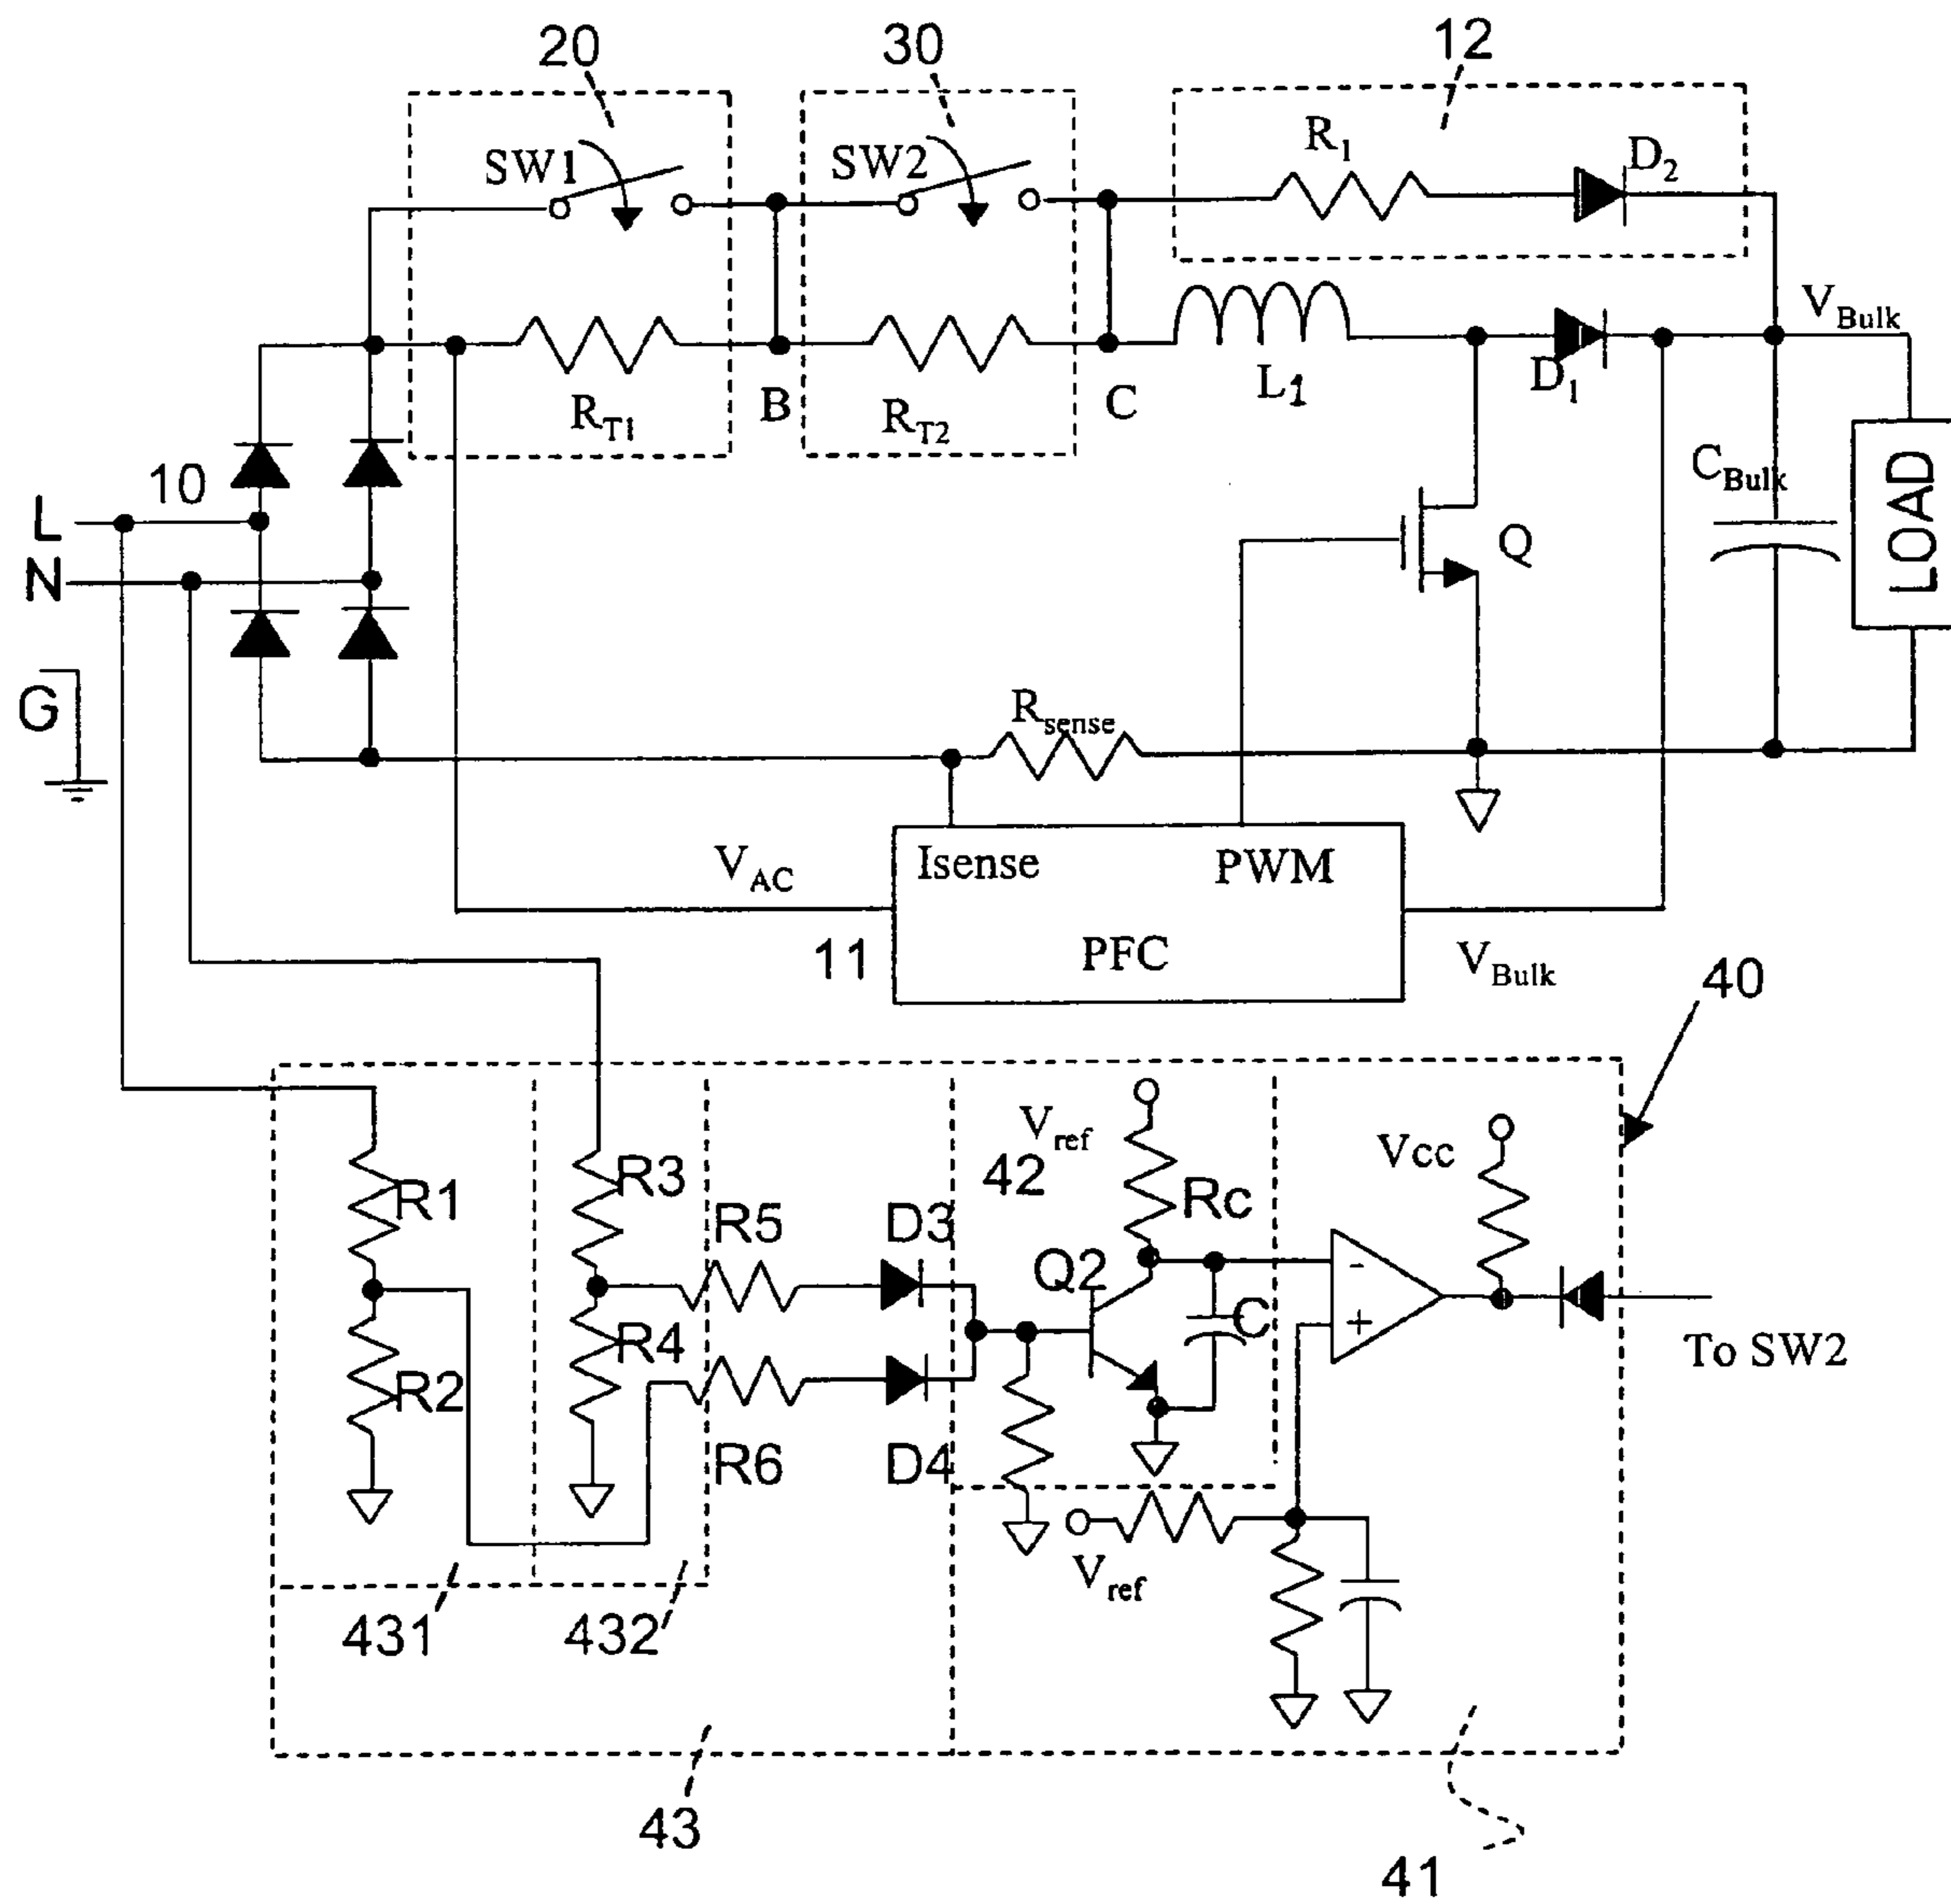 20
30
12
SW1
SW2
R1
D2
RT1
B
RT2
C
L1
D1
VBulk
10
L
N
G
CBulk
LOAD
Q
Rsense
VAC
Isense
PWM
PFC
11
VBulk
40
Vref
42
Rc
Vcc
R1
R3
R5
D3
Q2
C
-
+
To SW2
R2
R4
R6
D4
Vref
431
432
43
41